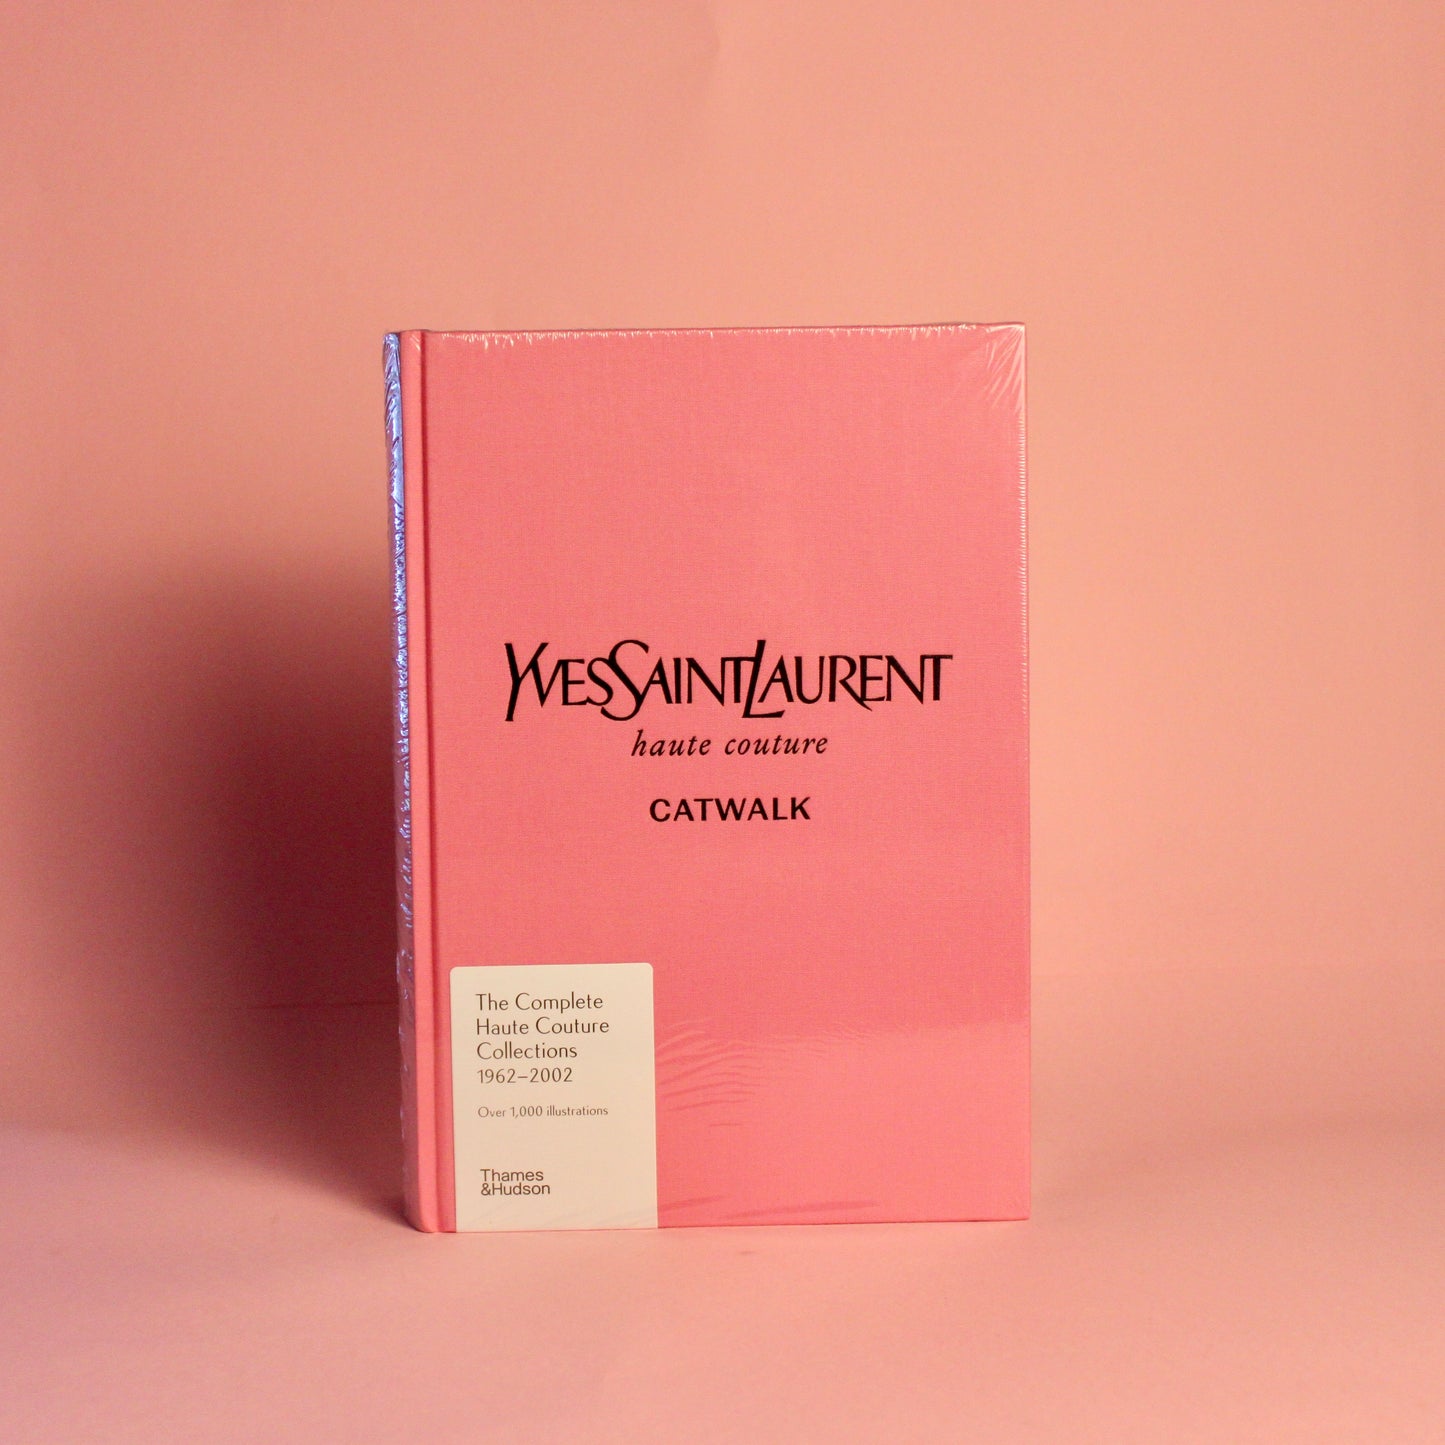 YVESSAINTLAURENT
haute couture
CATWALK
The Complete
Haute Couture
Collections
1962–2002
Over 1,000 illustrations
Thames
&Hudson